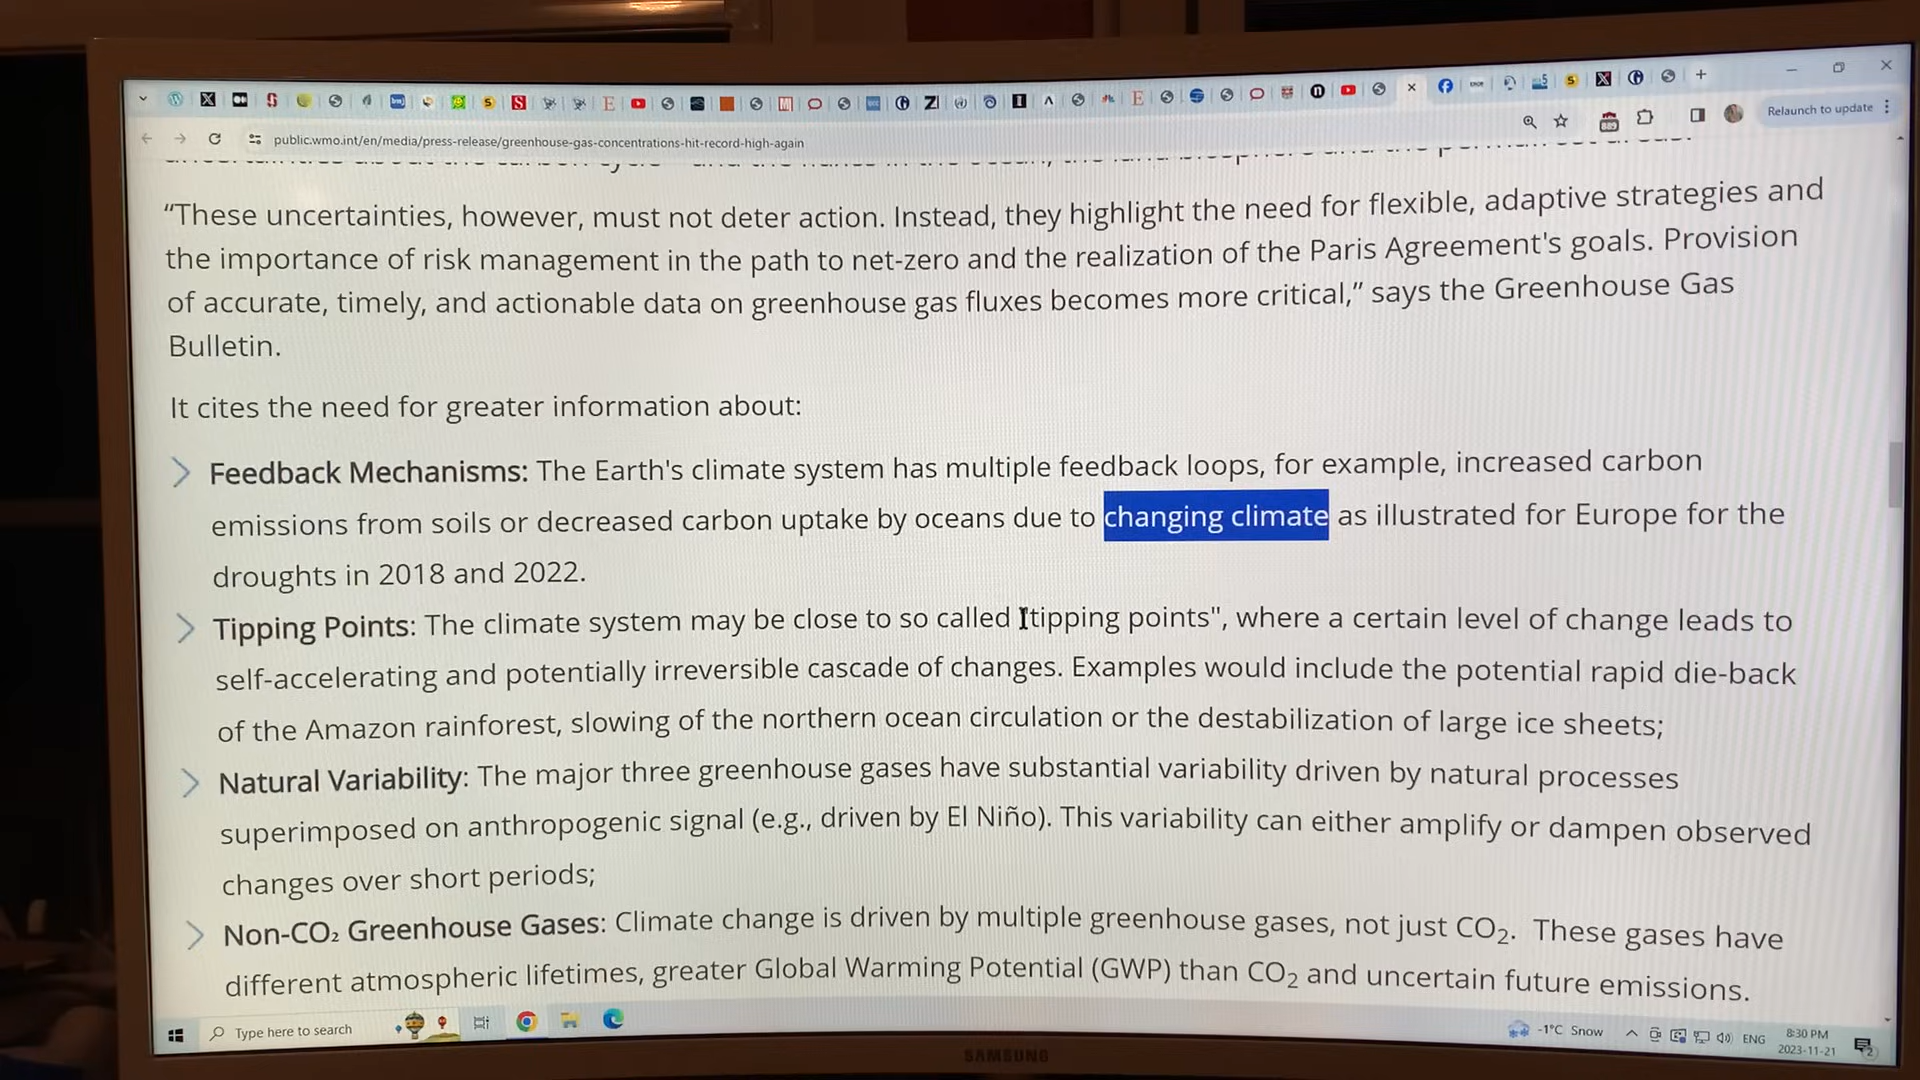 Relaunch to update
public.wmo.int/en/media/press-release/greenhouse-gas-concentrations-hit-record-high-again
“These uncertainties, however, must not deter action. Instead, they highlight the need for flexible, adaptive strategies and
the importance of risk management in the path to net-zero and the realization of the Paris Agreement's goals. Provision
of accurate, timely, and actionable data on greenhouse gas fluxes becomes more critical,” says the Greenhouse Gas
Bulletin.
It cites the need for greater information about:
Feedback Mechanisms: The Earth's climate system has multiple feedback loops, for example, increased carbon
emissions from soils or decreased carbon uptake by oceans due to changing climate as illustrated for Europe for the
droughts in 2018 and 2022.
Tipping Points: The climate system may be close to so called "tipping points", where a certain level of change leads to
self-accelerating and potentially irreversible cascade of changes. Examples would include the potential rapid die-back
of the Amazon rainforest, slowing of the northern ocean circulation or the destabilization of large ice sheets;
Natural Variability: The major three greenhouse gases have substantial variability driven by natural processes
superimposed on anthropogenic signal (e.g., driven by El Niño). This variability can either amplify or dampen observed
changes over short periods;
Non-CO₂ Greenhouse Gases: Climate change is driven by multiple greenhouse gases, not just CO₂. These gases have
different atmospheric lifetimes, greater Global Warming Potential (GWP) than CO₂ and uncertain future emissions.
Type here to search
-1°C Snow
ENG
8:30 PM
2023-11-21
SAMSUNG